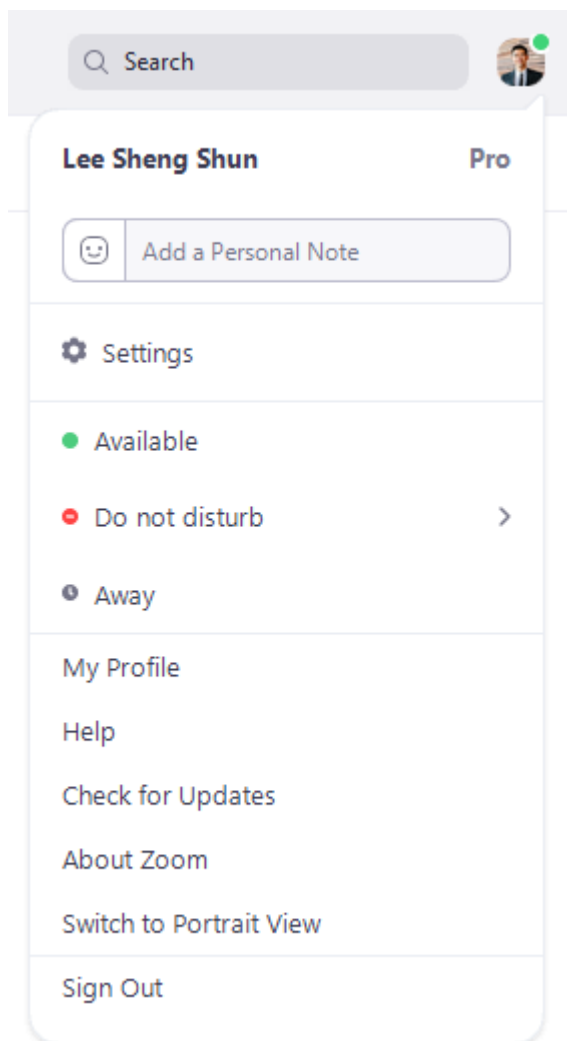 Search
Lee Sheng Shun Pro
Add a Personal Note
Settings
Available
Do not disturb
Away
My Profile
Help
Check for Updates
About Zoom
Switch to Portrait View
Sign Out